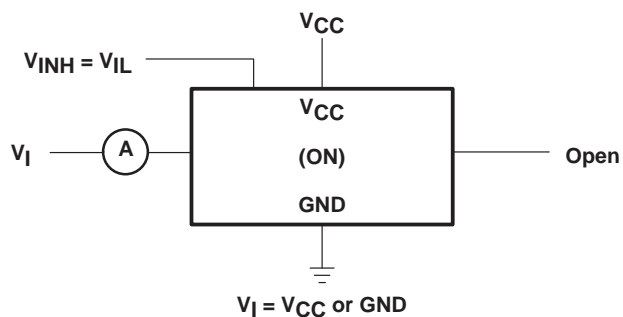 VCC
VINH = VIL
VCC
VI
A
(ON)
Open
GND
VI = VCC or GND